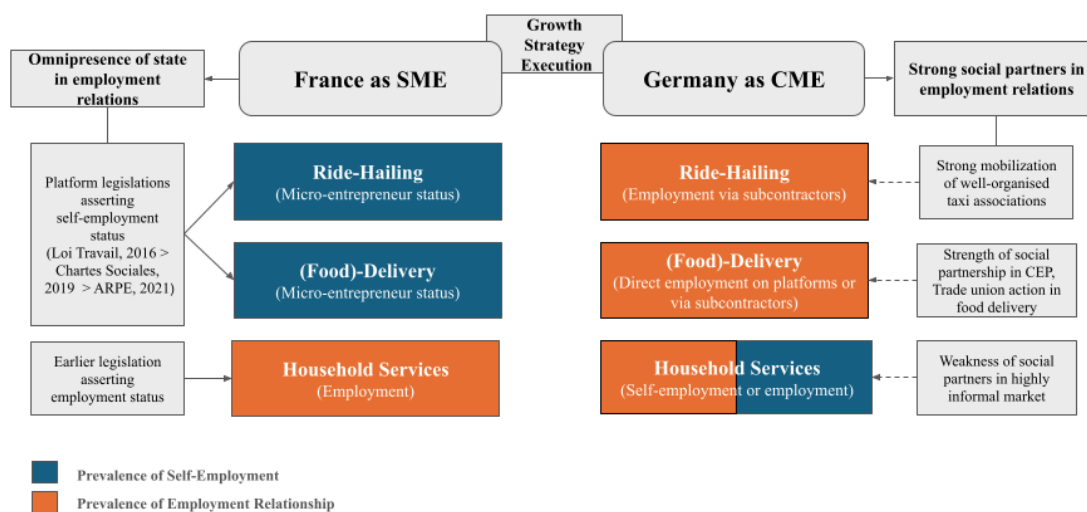 Growth
Strategy
Execution
Omnipresence of state
in employment
relations
France as SME
Germany as CME
Strong social partners in
employment relations
Platform legislations
asserting
self-employment
status
(Loi Travail, 2016 >
Chartes Sociales,
2019 > ARPE, 2021)
Ride-Hailing
(Micro-entrepreneur status)
Ride-Hailing
(Employment via subcontractors)
Strong mobilization
of well-organised
taxi associations
(Food)-Delivery
(Micro-entrepreneur status)
(Food)-Delivery
(Direct employment on platforms or
via subcontractors)
Strength of social
partnership in CEP,
Trade union action in
food delivery
Earlier legislation
asserting
employment status
Household Services
(Employment)
Household Services
(Self-employment or employment)
Weakness of social
partners in highly
informal market
Prevalence of Self-Employment
Prevalence of Employment Relationship